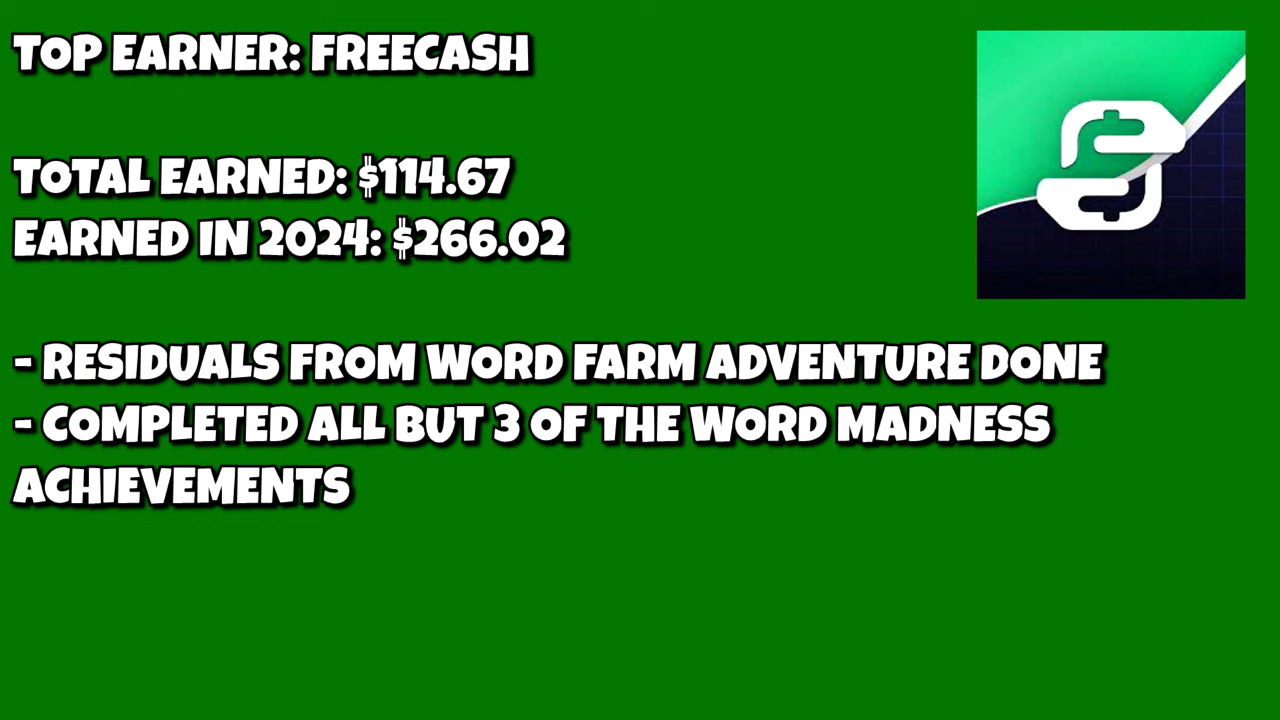 TOP EARNER: FREECASH
TOTAL EARNED: $114.67
EARNED IN 2024: $266.02
- RESIDUALS FROM WORD FARM ADVENTURE DONE
- COMPLETED ALL BUT 3 OF THE WORD MADNESS
ACHIEVEMENTS